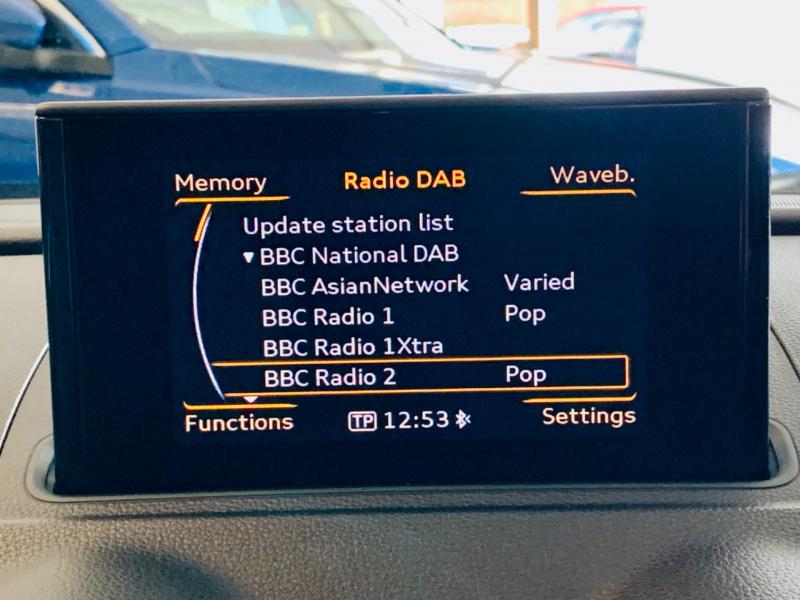 Memory Radio DAB Waveb.
Update station list
▼ BBC National DAB
BBC AsianNetwork Varied
BBC Radio 1 Pop
BBC Radio 1Xtra
BBC Radio 2 Pop
Functions TP 12:53 Settings